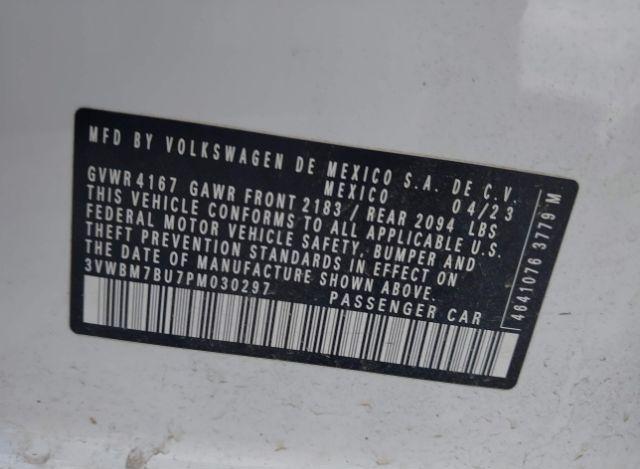 MFD BY VOLKSWAGEN DE MEXICO S.A. DE C.V.
MEXICO 04/23
GVWR 4167 GAWR FRONT 2183 / REAR 2094 LBS
THIS VEHICLE CONFORMS TO ALL APPLICABLE U.S.
FEDERAL MOTOR VEHICLE SAFETY, BUMPER AND
THEFT PREVENTION STANDARDS IN EFFECT ON
THE DATE OF MANUFACTURE SHOWN ABOVE.
3VWBM7BU7PM030297 PASSENGER CAR
4641076 3779 M